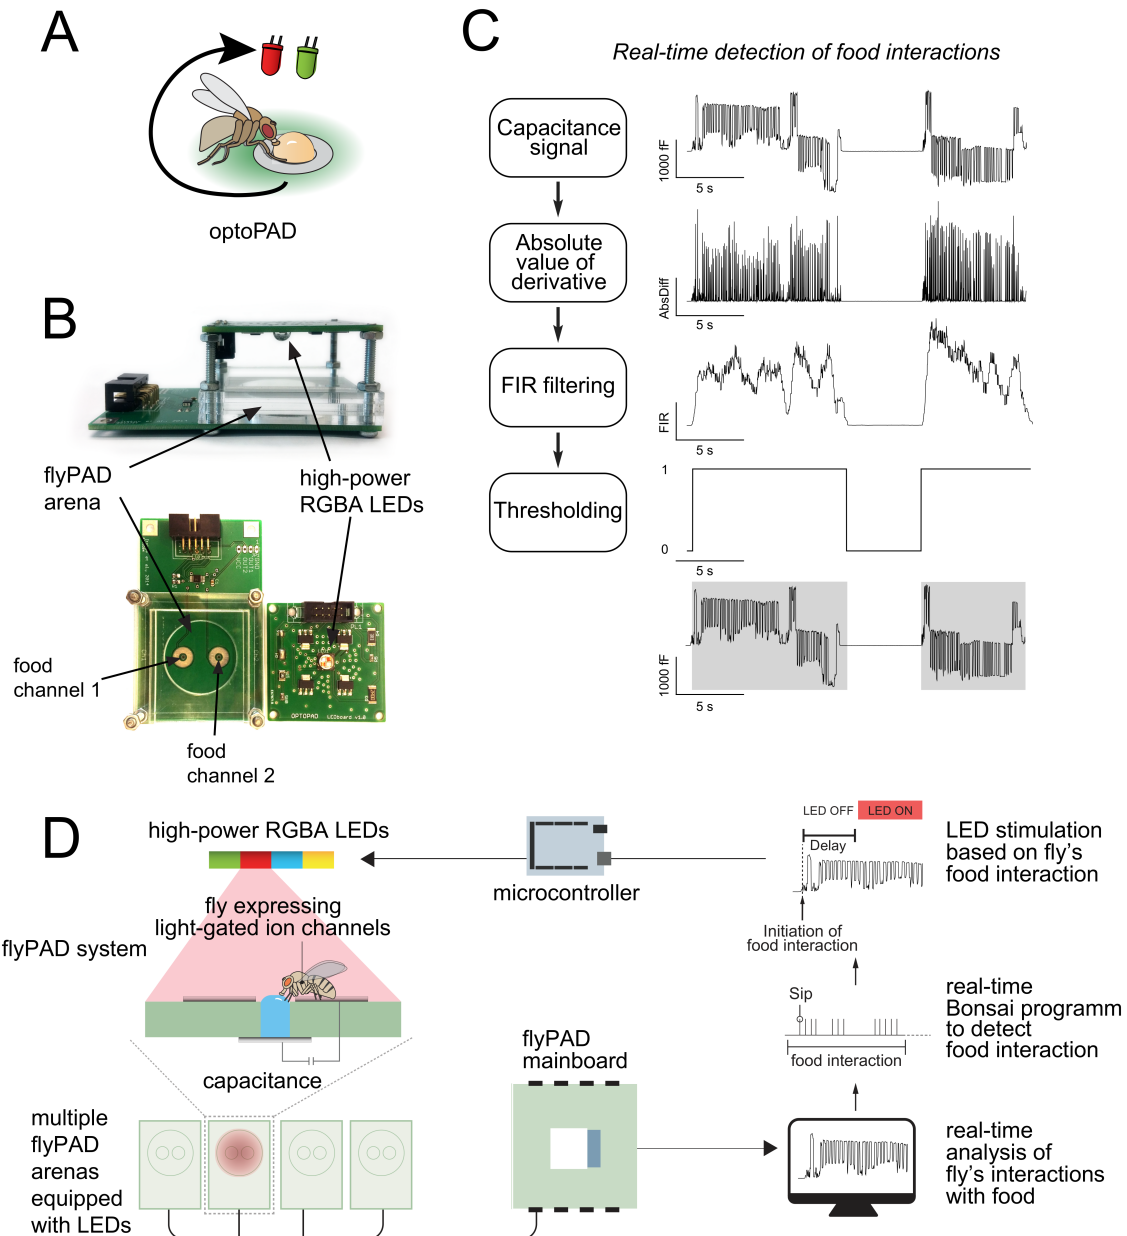 A
optoPAD
B
flyPAD
arena
high-power
RGBA LEDs
food
channel 1
food
channel 2
OPTOPAD LEDboard v1.0
PL1
C
Real-time detection of food interactions
Capacitance
signal
1000 fF
5 s
Absolute
value of
derivative
AbsDiff
5 s
FIR filtering
FIR
5 s
Thresholding
1
0
5 s
1000 fF
5 s
D
high-power RGBA LEDs
fly expressing
light-gated ion channels
flyPAD system
capacitance
multiple
flyPAD
arenas
equipped
with LEDs
microcontroller
flyPAD
mainboard
LED OFF
LED ON
Delay
Initiation of
food interaction
LED stimulation
based on fly's
food interaction
Sip
food interaction
real-time
Bonsai programm
to detect
food interaction
real-time
analysis of
fly's interactions
with food